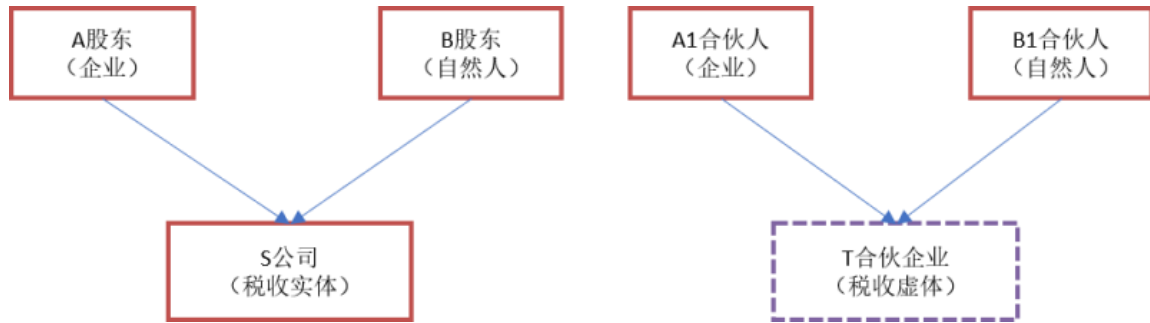 A股东
（企业）
B股东
（自然人）
A1合伙人
（企业）
B1合伙人
（自然人）
S公司
（税收实体）
T合伙企业
（税收虚体）